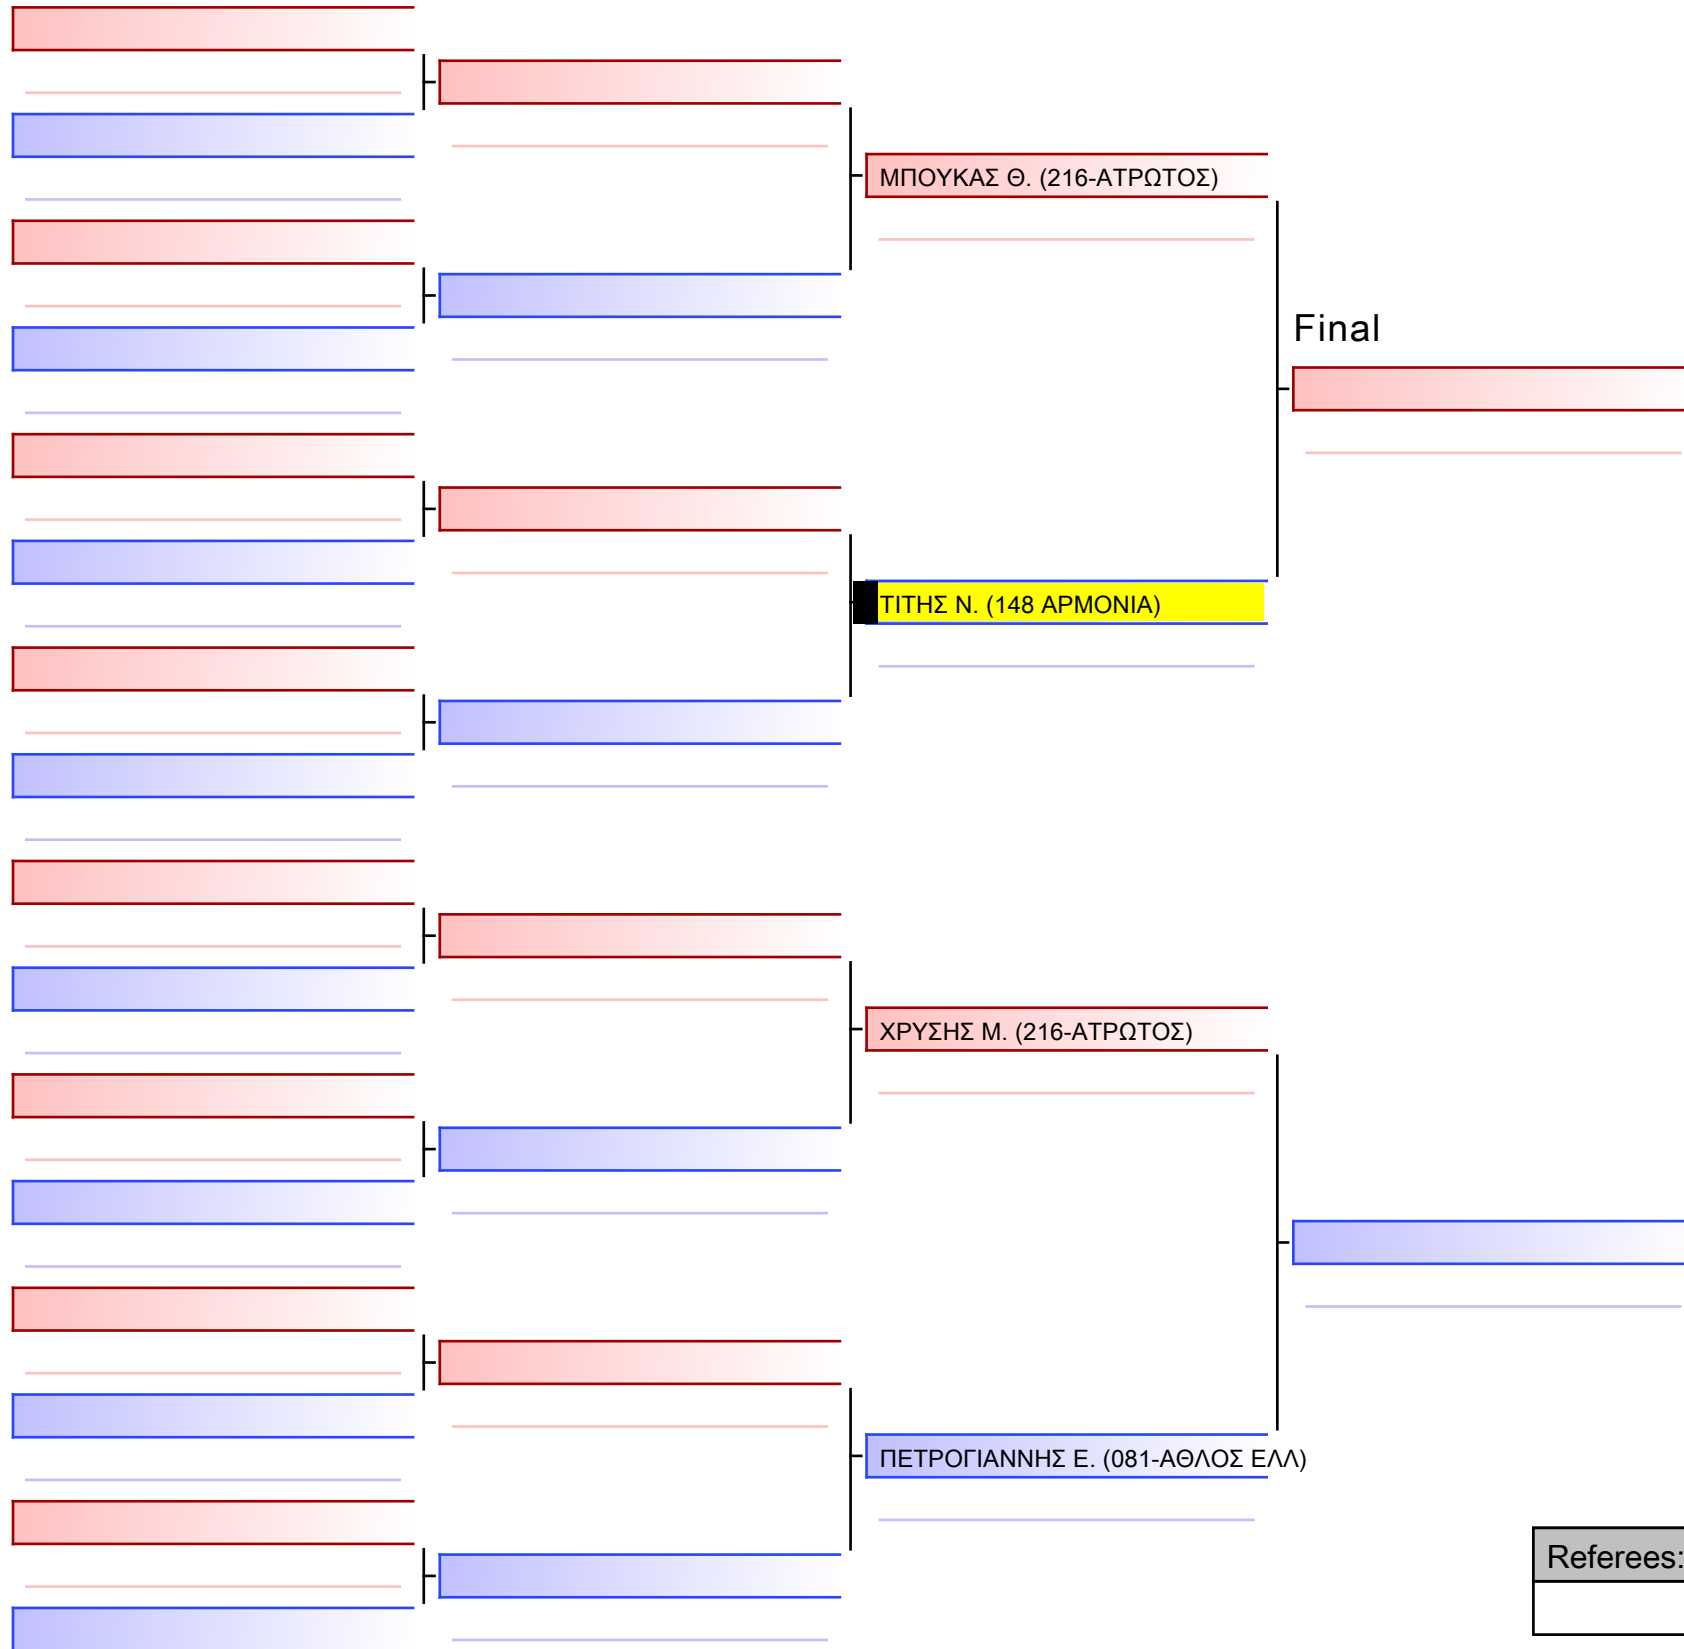 ΜΠΟΥΚΑΣ Θ. (216-ΑΤΡΩΤΟΣ)
Final
ΤΙΤΗΣ Ν. (148 ΑΡΜΟΝΙΑ)
ΧΡΥΣΗΣ Μ. (216-ΑΤΡΩΤΟΣ)
ΠΕΤΡΟΓΙΑΝΝΗΣ Ε. (081-ΑΘΛΟΣ ΕΛΛ)
Referees: